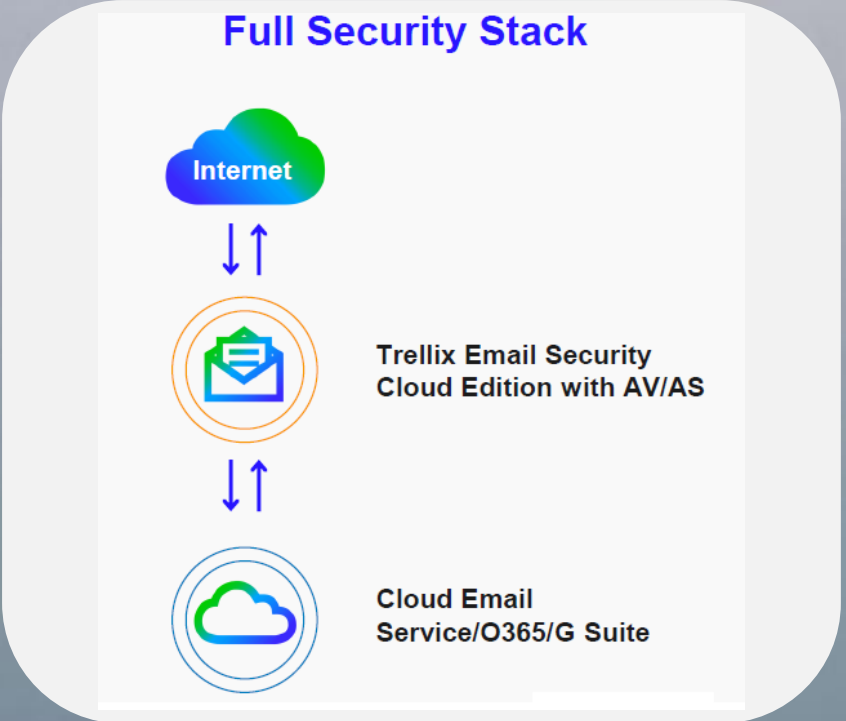 Full Security Stack
Internet
Trellix Email Security
Cloud Edition with AV/AS
Cloud Email
Service/O365/G Suite